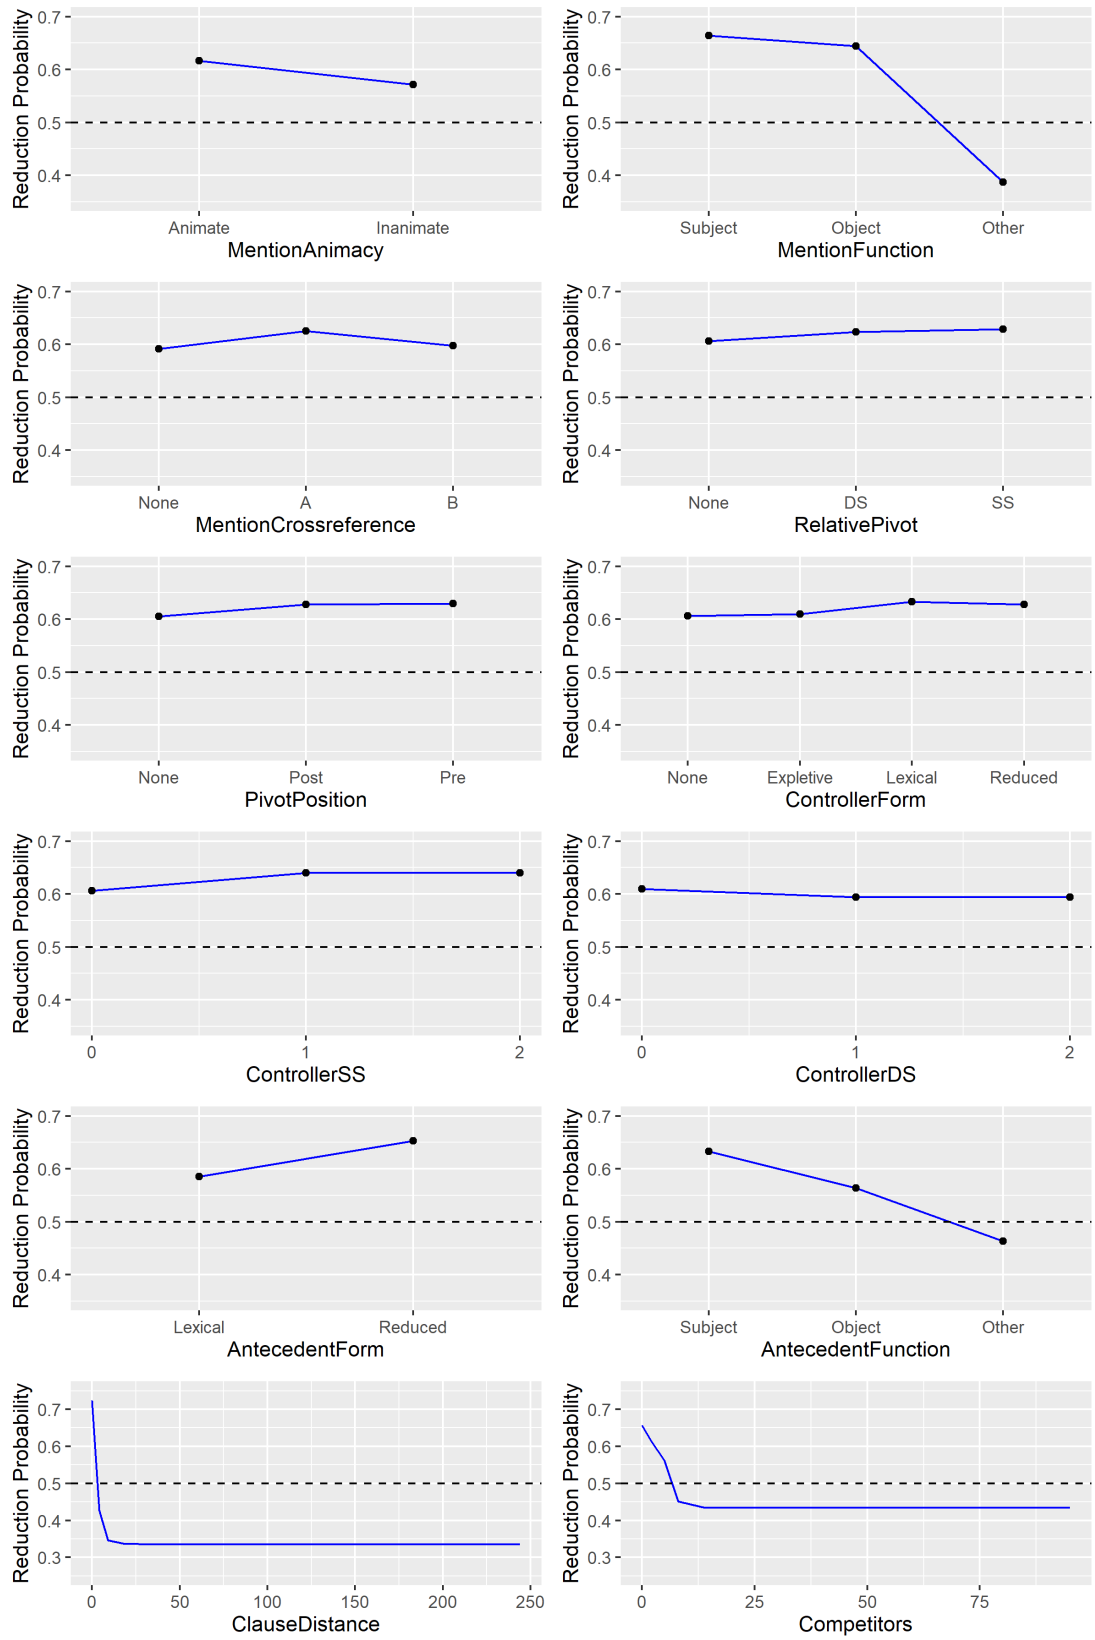 Reduction Probability
0.7
0.6
0.5
0.4
Animate Inanimate
MentionAnimacy
Reduction Probability
0.7
0.6
0.5
0.4
Subject Object Other
MentionFunction
Reduction Probability
0.7
0.6
0.5
0.4
None A B
MentionCrossreference
Reduction Probability
0.7
0.6
0.5
0.4
None DS SS
RelativePivot
Reduction Probability
0.7
0.6
0.5
0.4
None Post Pre
PivotPosition
Reduction Probability
0.7
0.6
0.5
0.4
None Expletive Lexical Reduced
ControllerForm
Reduction Probability
0.7
0.6
0.5
0.4
0 1 2
ControllerSS
Reduction Probability
0.7
0.6
0.5
0.4
0 1 2
ControllerDS
Reduction Probability
0.7
0.6
0.5
0.4
Lexical Reduced
AntecedentForm
Reduction Probability
0.7
0.6
0.5
0.4
Subject Object Other
AntecedentFunction
Reduction Probability
0.7
0.6
0.5
0.4
0.3
0 50 100 150 200 250
ClauseDistance
Reduction Probability
0.7
0.6
0.5
0.4
0.3
0 25 50 75
Competitors